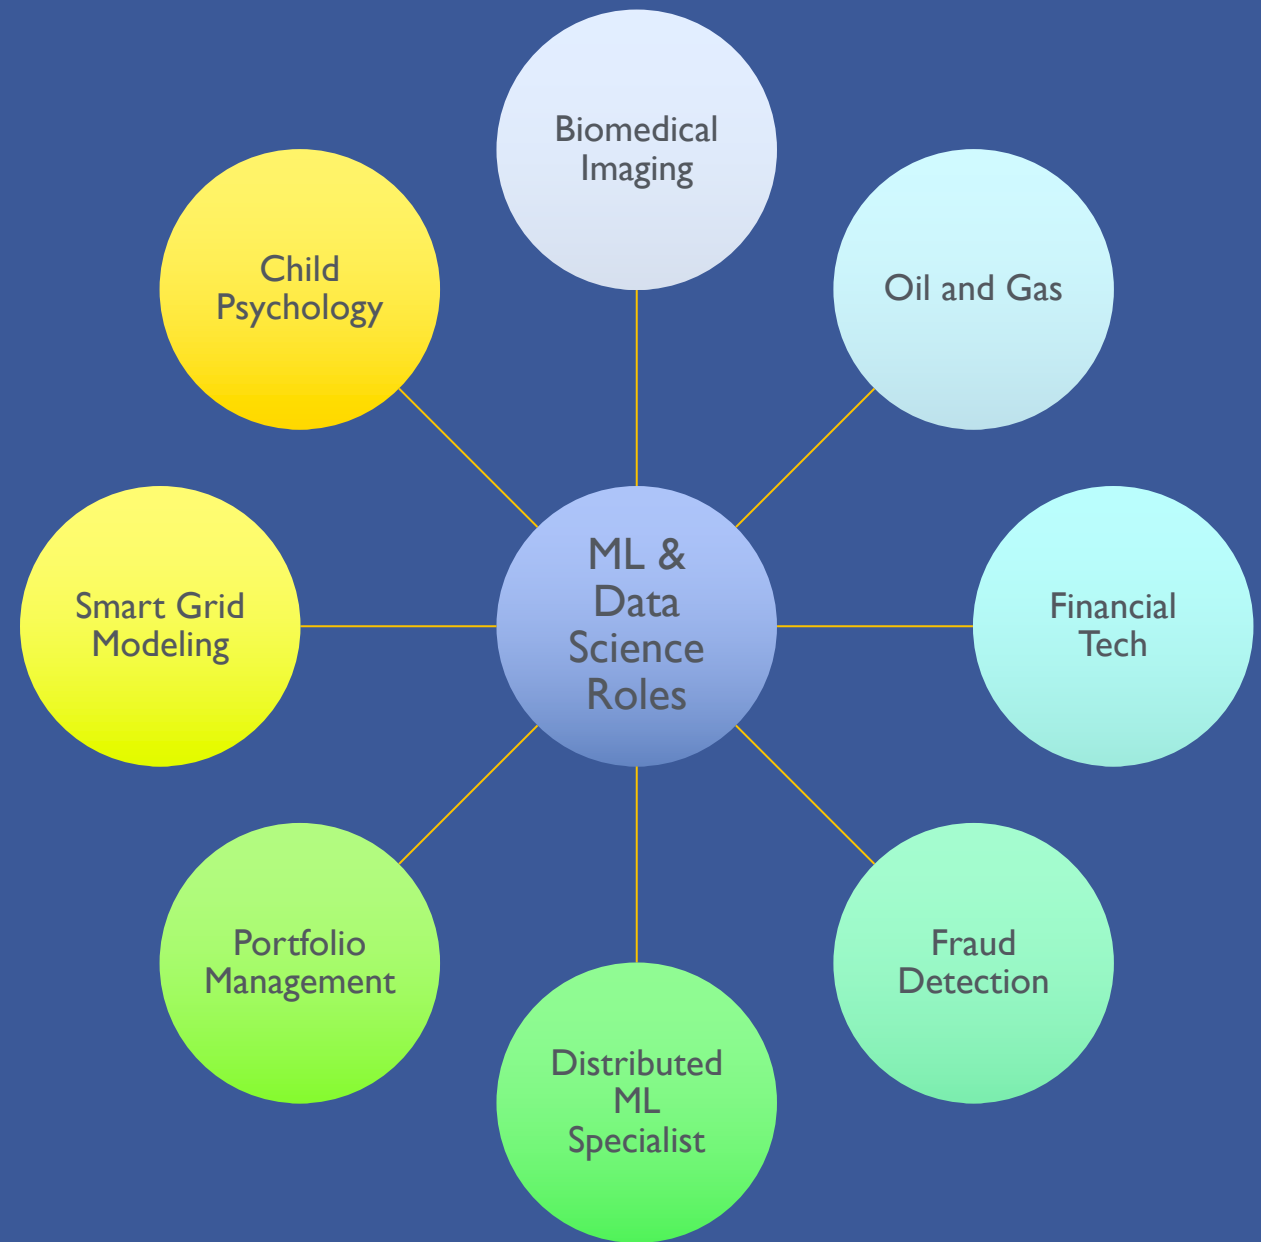 Biomedical
Imaging
Oil and Gas
Financial
Tech
Fraud
Detection
Distributed
ML
Specialist
Portfolio
Management
Smart Grid
Modeling
Child
Psychology
ML &
Data
Science
Roles